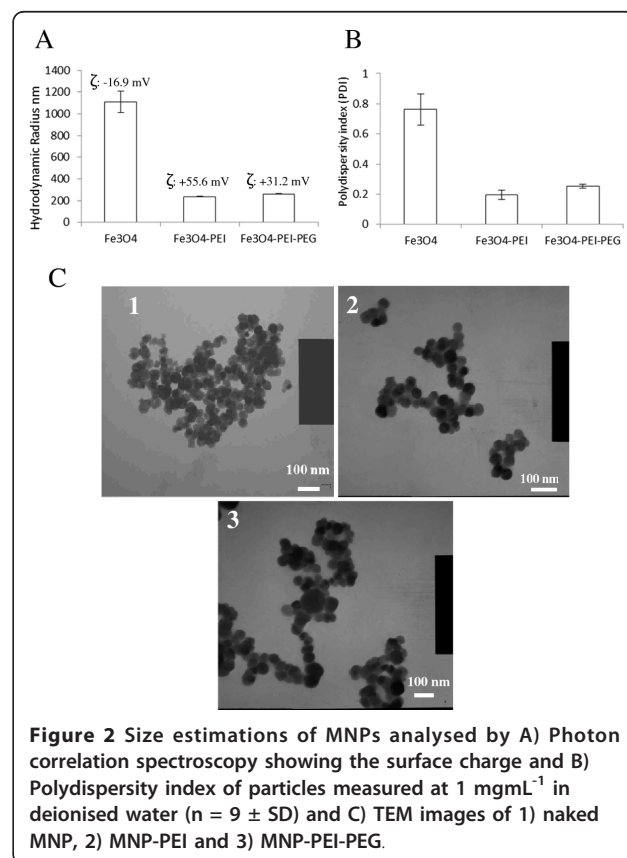 A
B
ζ: -16.9 mV
ζ: +55.6 mV
ζ: +31.2 mV
Hydrodynamic Radius nm
1400
1200
1000
800
600
400
200
0
Fe3O4
Fe3O4-PEI
Fe3O4-PEI-PEG
Polydispersity index (PDI)
1
0.8
0.6
0.4
0.2
0
Fe3O4
Fe3O4-PEI
Fe3O4-PEI-PEG
C
1
100 nm
2
100 nm
3
100 nm
Figure 2 Size estimations of MNPs analysed by A) Photon
correlation spectroscopy showing the surface charge and B)
Polydispersity index of particles measured at 1 mgmL⁻¹ in
deionised water (n = 9 ± SD) and C) TEM images of 1) naked
MNP, 2) MNP-PEI and 3) MNP-PEI-PEG.